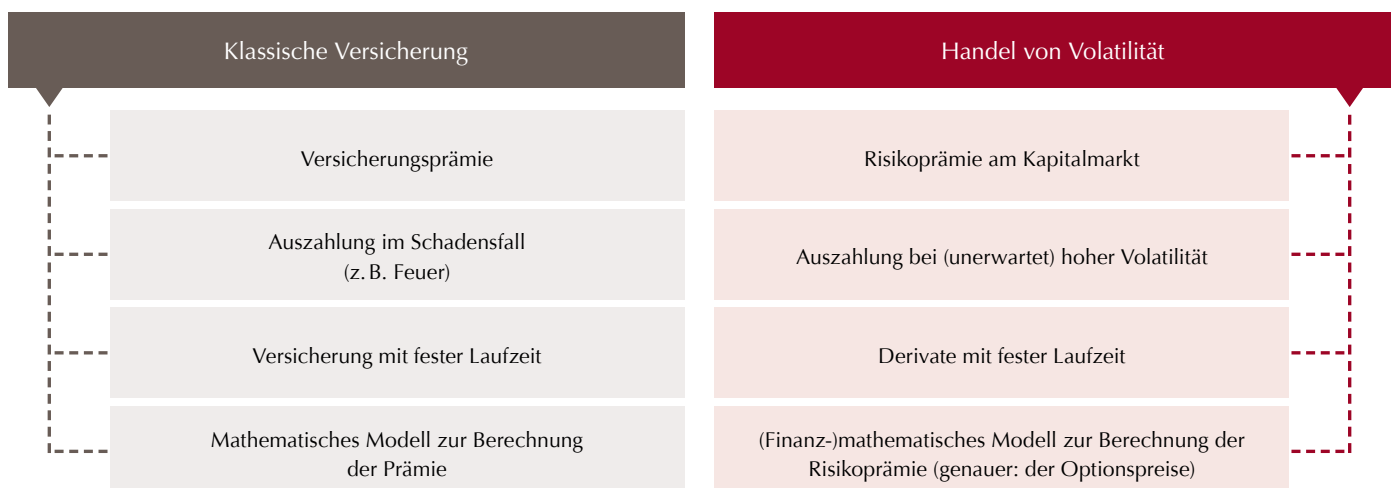 Klassische Versicherung
Versicherungsprämie
Auszahlung im Schadensfall
(z. B. Feuer)
Versicherung mit fester Laufzeit
Mathematisches Modell zur Berechnung
der Prämie
Handel von Volatilität
Risikoprämie am Kapitalmarkt
Auszahlung bei (unerwartet) hoher Volatilität
Derivate mit fester Laufzeit
(Finanz-)mathematisches Modell zur Berechnung der
Risikoprämie (genauer: der Optionspreise)